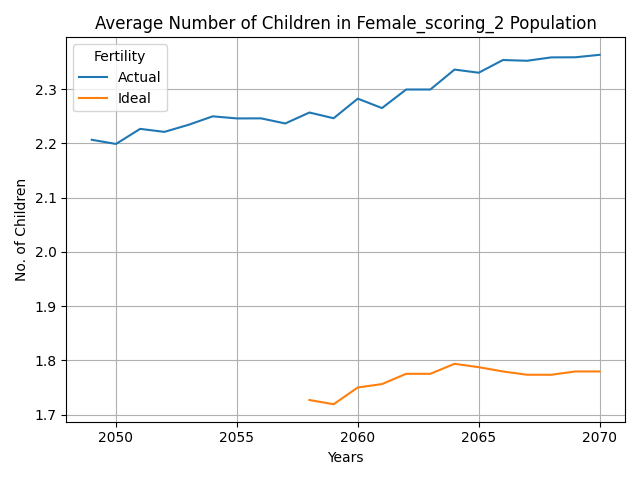 Average Number of Children in Female_scoring_2 Population
Fertility
Actual
Ideal
No. of Children
2.3
2.2
2.1
2.0
1.9
1.8
1.7
2050 2055 2060 2065 2070
Years